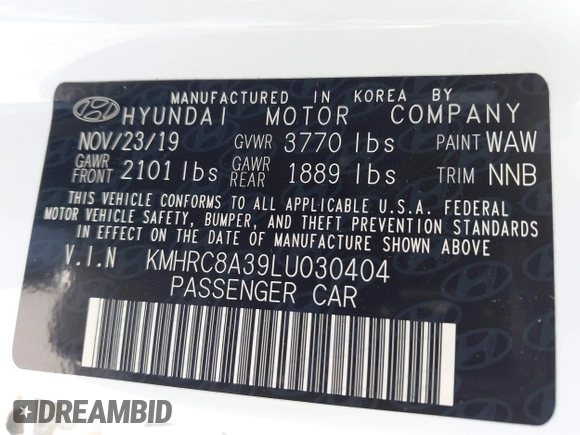 MANUFACTURED IN KOREA BY
HYUNDAI MOTOR COMPANY
NOV/23/19 GVWR 3770 lbs PAINT WAW
GAWR FRONT 2101 lbs GAWR REAR 1889 lbs TRIM NNB
THIS VEHICLE CONFORMS TO ALL APPLICABLE U.S.A. FEDERAL
MOTOR VEHICLE SAFETY, BUMPER, AND THEFT PREVENTION STANDARDS
IN EFFECT ON THE DATE OF MANUFACTURE SHOWN ABOVE
V.I.N KMHRC8A39LU030404
PASSENGER CAR
DREAMBID